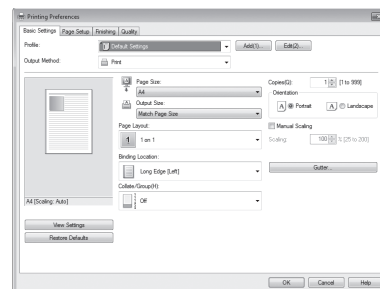 Printing Preferences
Basic Settings Page Setup Finishing Quality
Profile: Default Settings Add(1)... Edit(2)...
Output Method: Print
Page Size:
A4
Output Size:
Match Page Size
Page Layout:
1 1 on 1
Binding Location:
Long Edge [Left]
Collate/Group(H):
Off
Copies(G): 1 [1 to 999]
Orientation
A Portrait A Landscape
Manual Scaling
Scaling: 100 % [25 to 200]
Gutter...
A4 [Scaling: Auto]
View Settings
Restore Defaults
OK Cancel Help